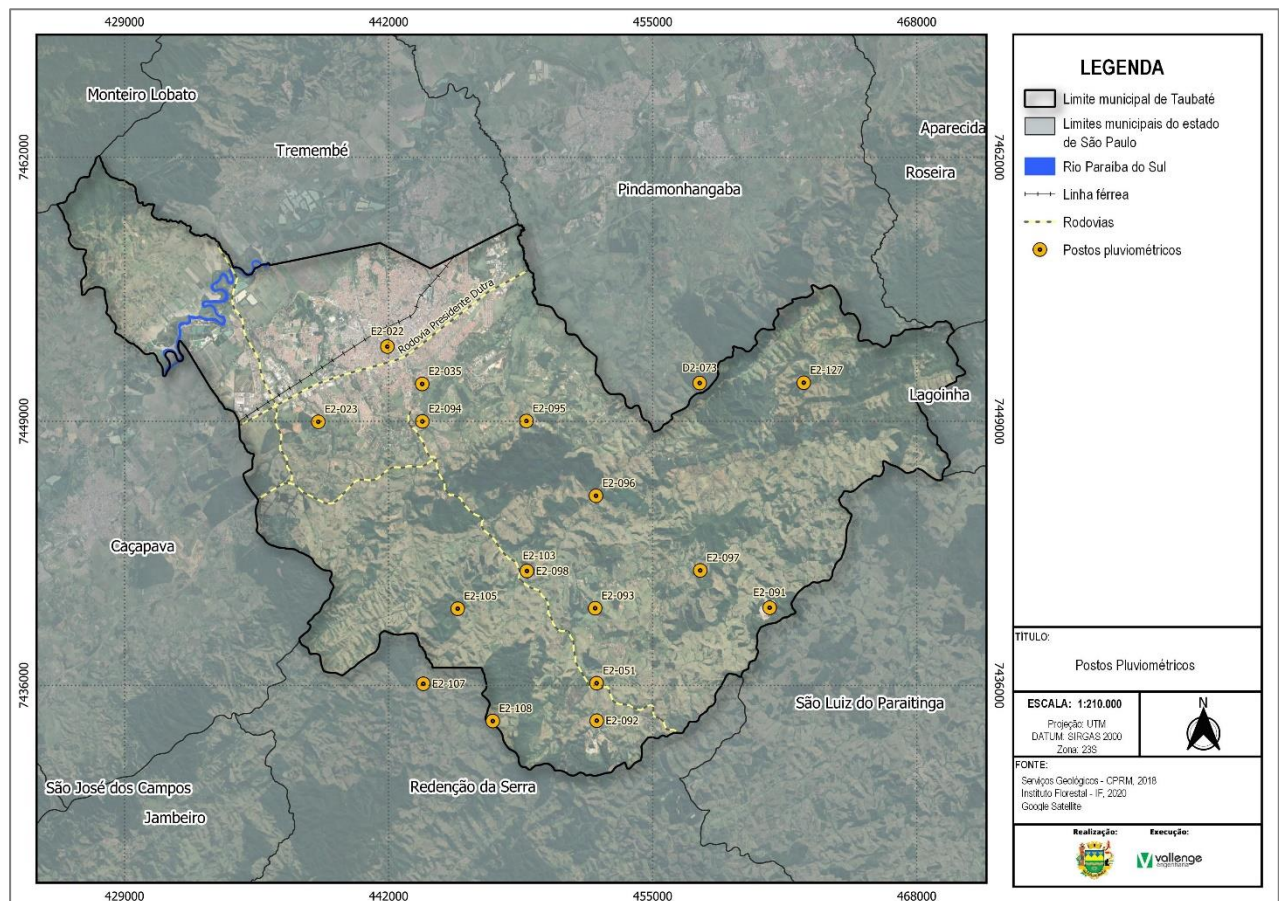 429000
442000
455000
468000
Monteiro Lobato
Tremembé
Aparecida
Roseira
7462000
7462000
Pindamonhangaba
Rodovia Presidente Dutra
E2-022
E2-035
D2-073
E2-127
Lagoinha
E2-023
E2-094
E2-095
7449000
7449000
E2-096
Caçapava
E2-103
E2-098
E2-097
E2-105
E2-093
E2-091
7436000
7436000
E2-107
E2-051
São Luiz do Paraitinga
E2-108
E2-092
São José dos Campos
Redenção da Serra
Jambeiro
429000
442000
455000
468000
LEGENDA
Limite municipal de Taubaté
Limites municipais do estado
de São Paulo
Rio Paraíba do Sul
Linha férrea
Rodovias
Postos pluviométricos
TÍTULO:
Postos Pluviométricos
ESCALA: 1:210.000
Projeção: UTM
DATUM: SIRGAS 2000
Zona: 23S
N
FONTE:
Serviços Geológicos - CPRM, 2018
Instituto Florestal - IF, 2020
Google Satellite
Realização:
Execução:
vallenge
engenharia